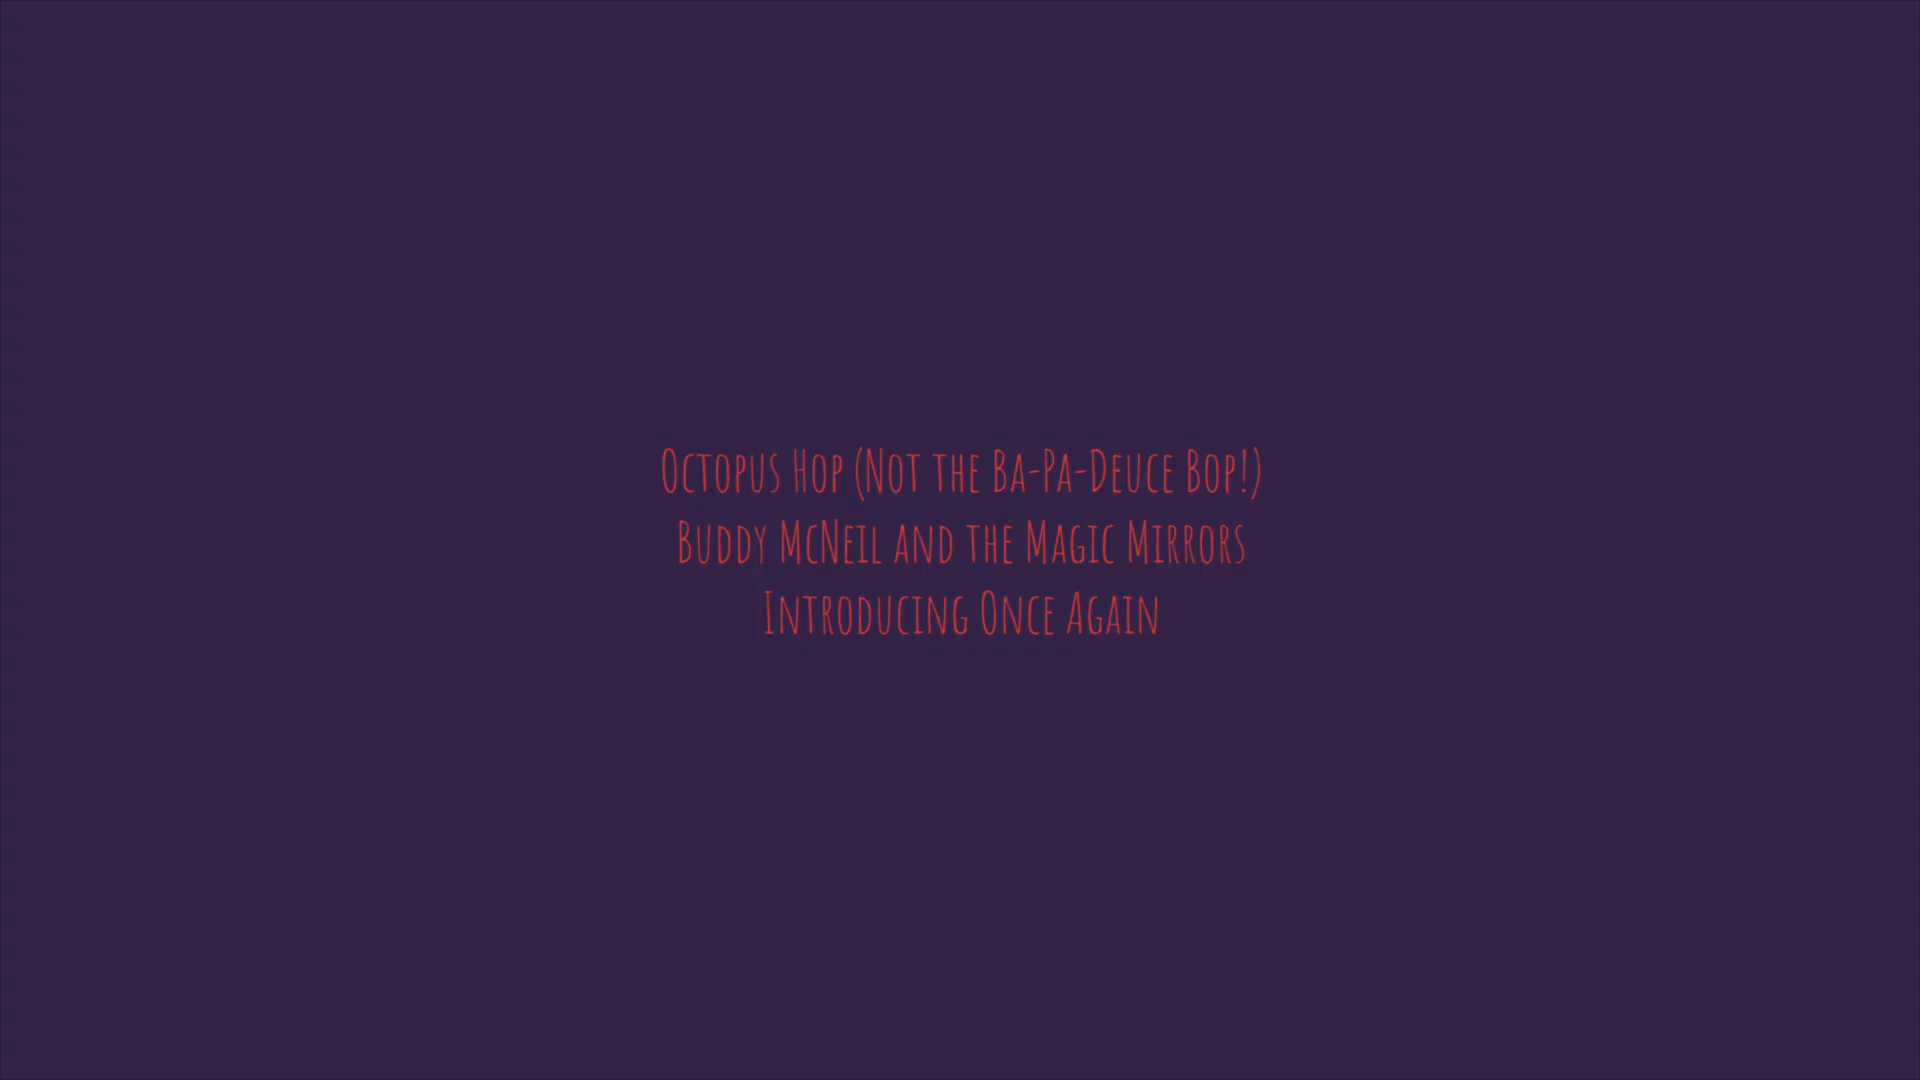 Octopus Hop (Not the Ba-Pa-Deuce Bop!)
Buddy McNeil and the Magic Mirrors
Introducing Once Again